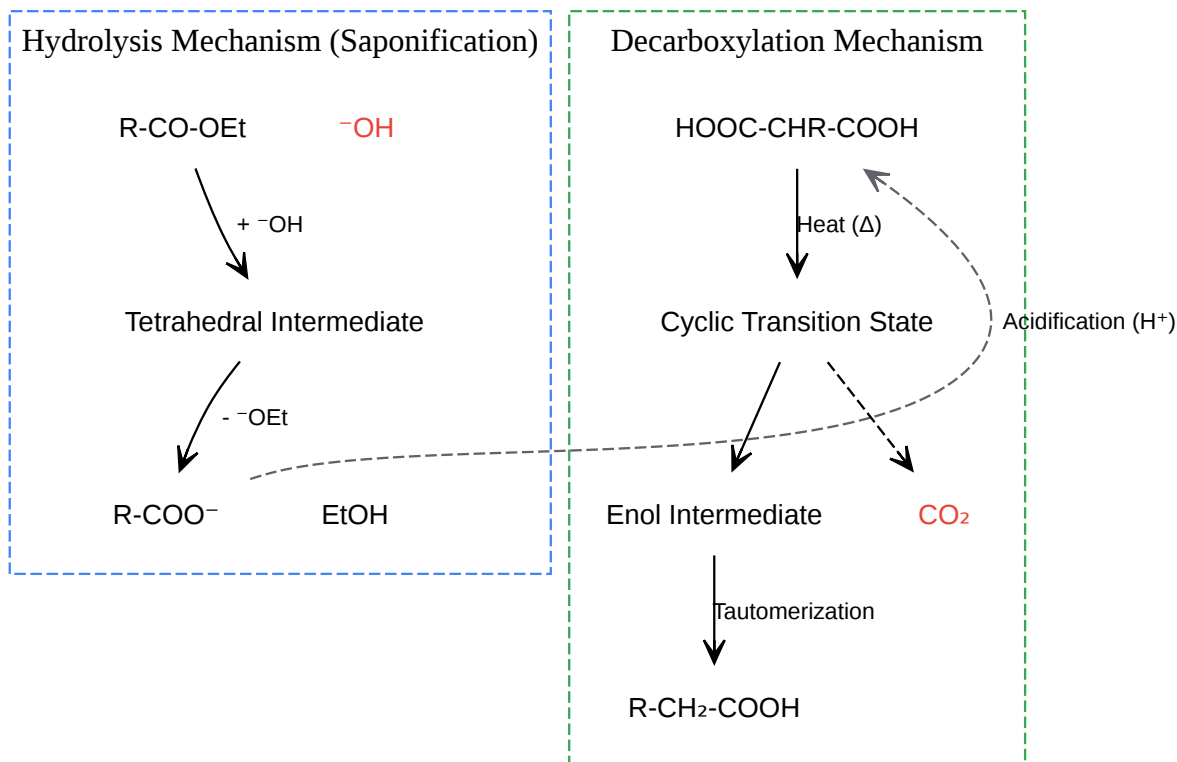 Hydrolysis Mechanism (Saponification)
R-CO-OEt
⁻OH
+ ⁻OH
Tetrahedral Intermediate
- ⁻OEt
R-COO⁻
EtOH
Decarboxylation Mechanism
HOOC-CHR-COOH
Heat (Δ)
Cyclic Transition State
Acidification (H⁺)
Enol Intermediate
CO₂
Tautomerization
R-CH₂-COOH